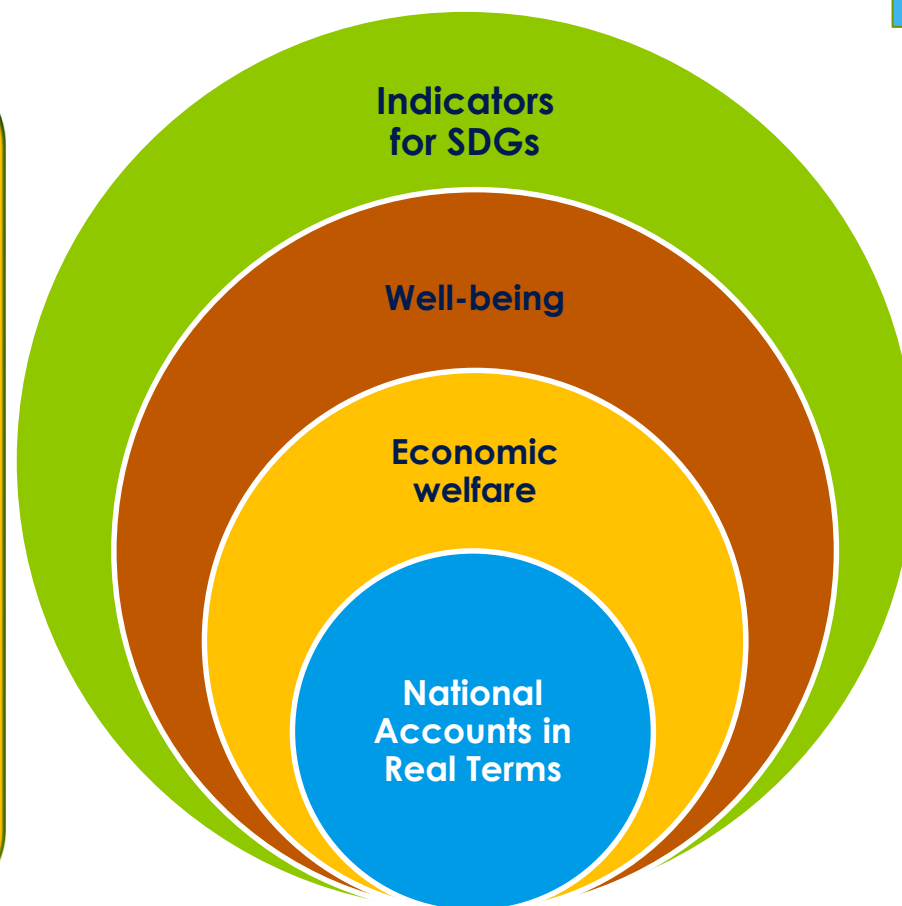 Indicators
for SDGs
Well-being
Economic
welfare
National
Accounts in
Real Terms